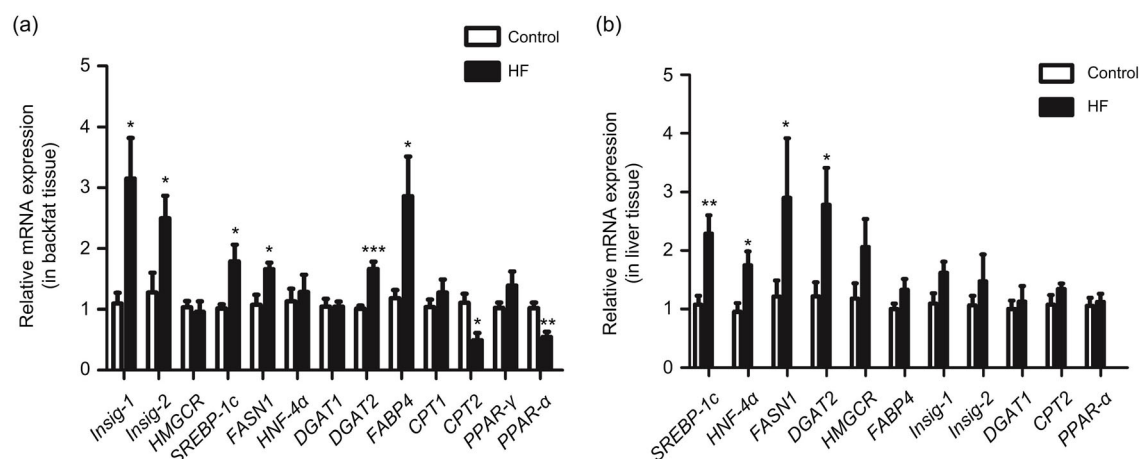 (a)
Control
HF
Relative mRNA expression
(in backfat tissue)
5
4
3
2
1
0
*
*
*
*
***
*
*
**
Insig-1
Insig-2
HMGCR
SREBP-1c
FASN1
HNF-4α
DGAT1
DGAT2
FABP4
CPT1
CPT2
PPAR-γ
PPAR-α
(b)
Control
HF
Relative mRNA expression
(in liver tissue)
5
4
3
2
1
0
**
*
*
*
SREBP-1c
HNF-4α
FASN1
DGAT2
HMGCR
FABP4
Insig-1
Insig-2
DGAT1
CPT2
PPAR-α